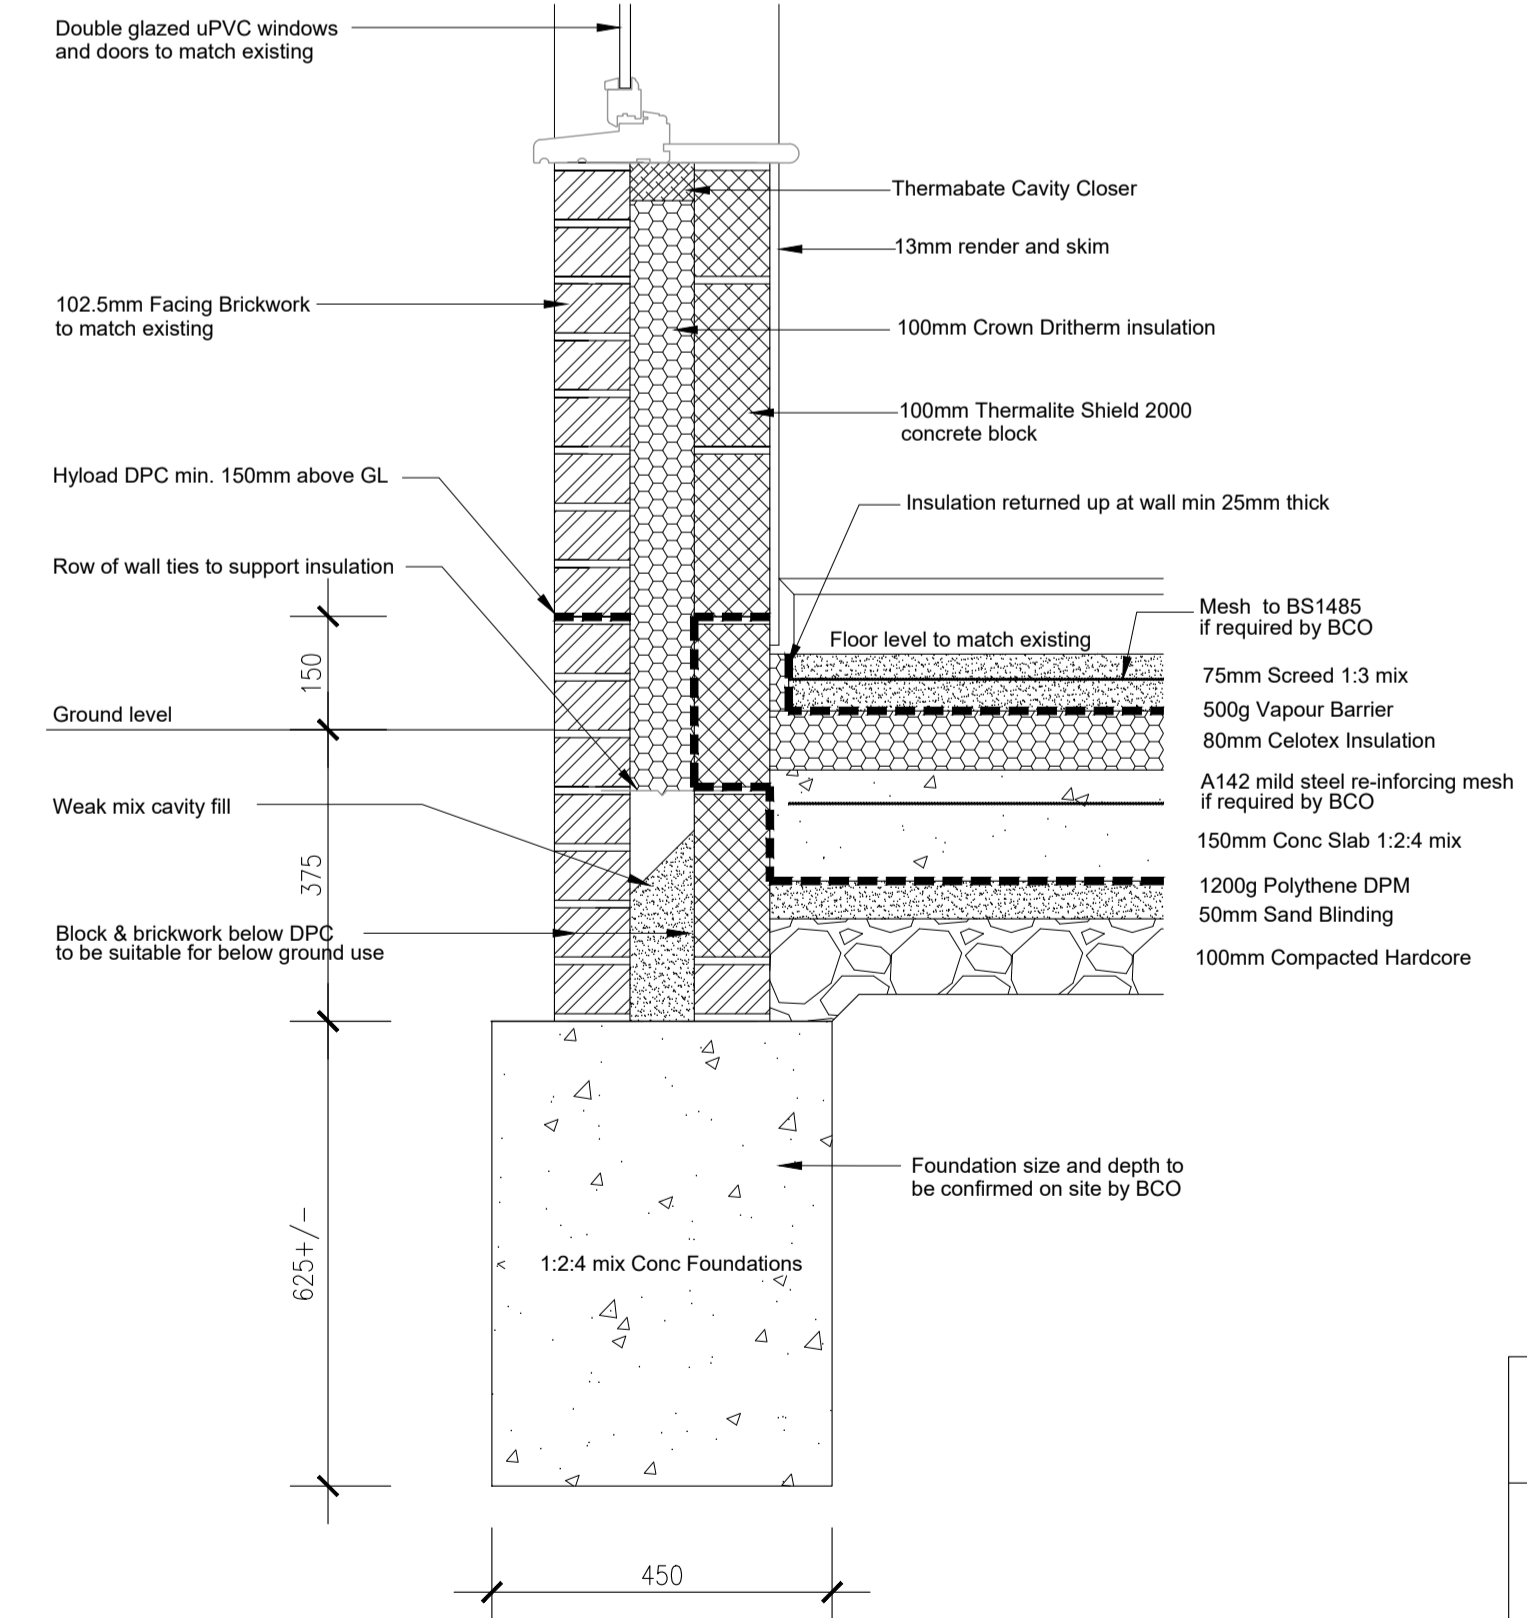 Double glazed uPVC windows
and doors to match existing
Thermabate Cavity Closer
13mm render and skim
102.5mm Facing Brickwork
to match existing
100mm Crown Dritherm insulation
100mm Thermalite Shield 2000
concrete block
Hyload DPC min. 150mm above GL
Insulation returned up at wall min 25mm thick
Row of wall ties to support insulation
Mesh to BS1485
if required by BCO
Floor level to match existing
150
75mm Screed 1:3 mix
Ground level
500g Vapour Barrier
80mm Celotex Insulation
A142 mild steel re-inforcing mesh
if required by BCO
Weak mix cavity fill
150mm Conc Slab 1:2:4 mix
375
1200g Polythene DPM
50mm Sand Blinding
Block & brickwork below DPC
to be suitable for below ground use
100mm Compacted Hardcore
Foundation size and depth to
be confirmed on site by BCO
625+/-
1:2:4 mix Conc Foundations
450